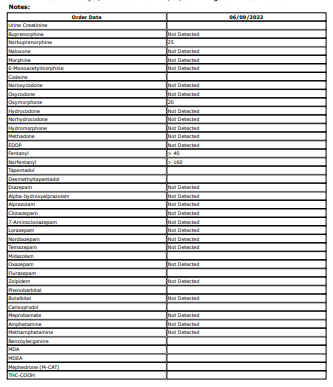 Notes:
Order Date 06/09/2022
Urine Creatinine
Buprenorphine Not Detected
Norbuprenorphine 25
Naloxone Not Detected
Morphine Not Detected
6-Monoacetylmorphine Not Detected
Codeine
Noroxycodone Not Detected
Oxycodone Not Detected
Oxymorphone 20
Hydrocodone Not Detected
Norhydrocodone Not Detected
Hydromorphone Not Detected
Methadone Not Detected
EDDP Not Detected
Fentanyl > 40
Norfentanyl > 160
Tapentadol
Desmethyltapentadol
Diazepam Not Detected
Alpha-hydroxyalprazolam Not Detected
Alprazolam Not Detected
Clonazepam Not Detected
7-Aminoclonazepam Not Detected
Lorazepam Not Detected
Nordiazepam Not Detected
Temazepam Not Detected
Midazolam
Oxazepam Not Detected
Flurazepam
Zolpidem Not Detected
Phenobarbital
Butalbital Not Detected
Carisoprodol
Meprobamate Not Detected
Amphetamine Not Detected
Methamphetamine Not Detected
Benzoylecgonine
MDA
MDEA
Mephedrone (M-CAT)
THC-COOH